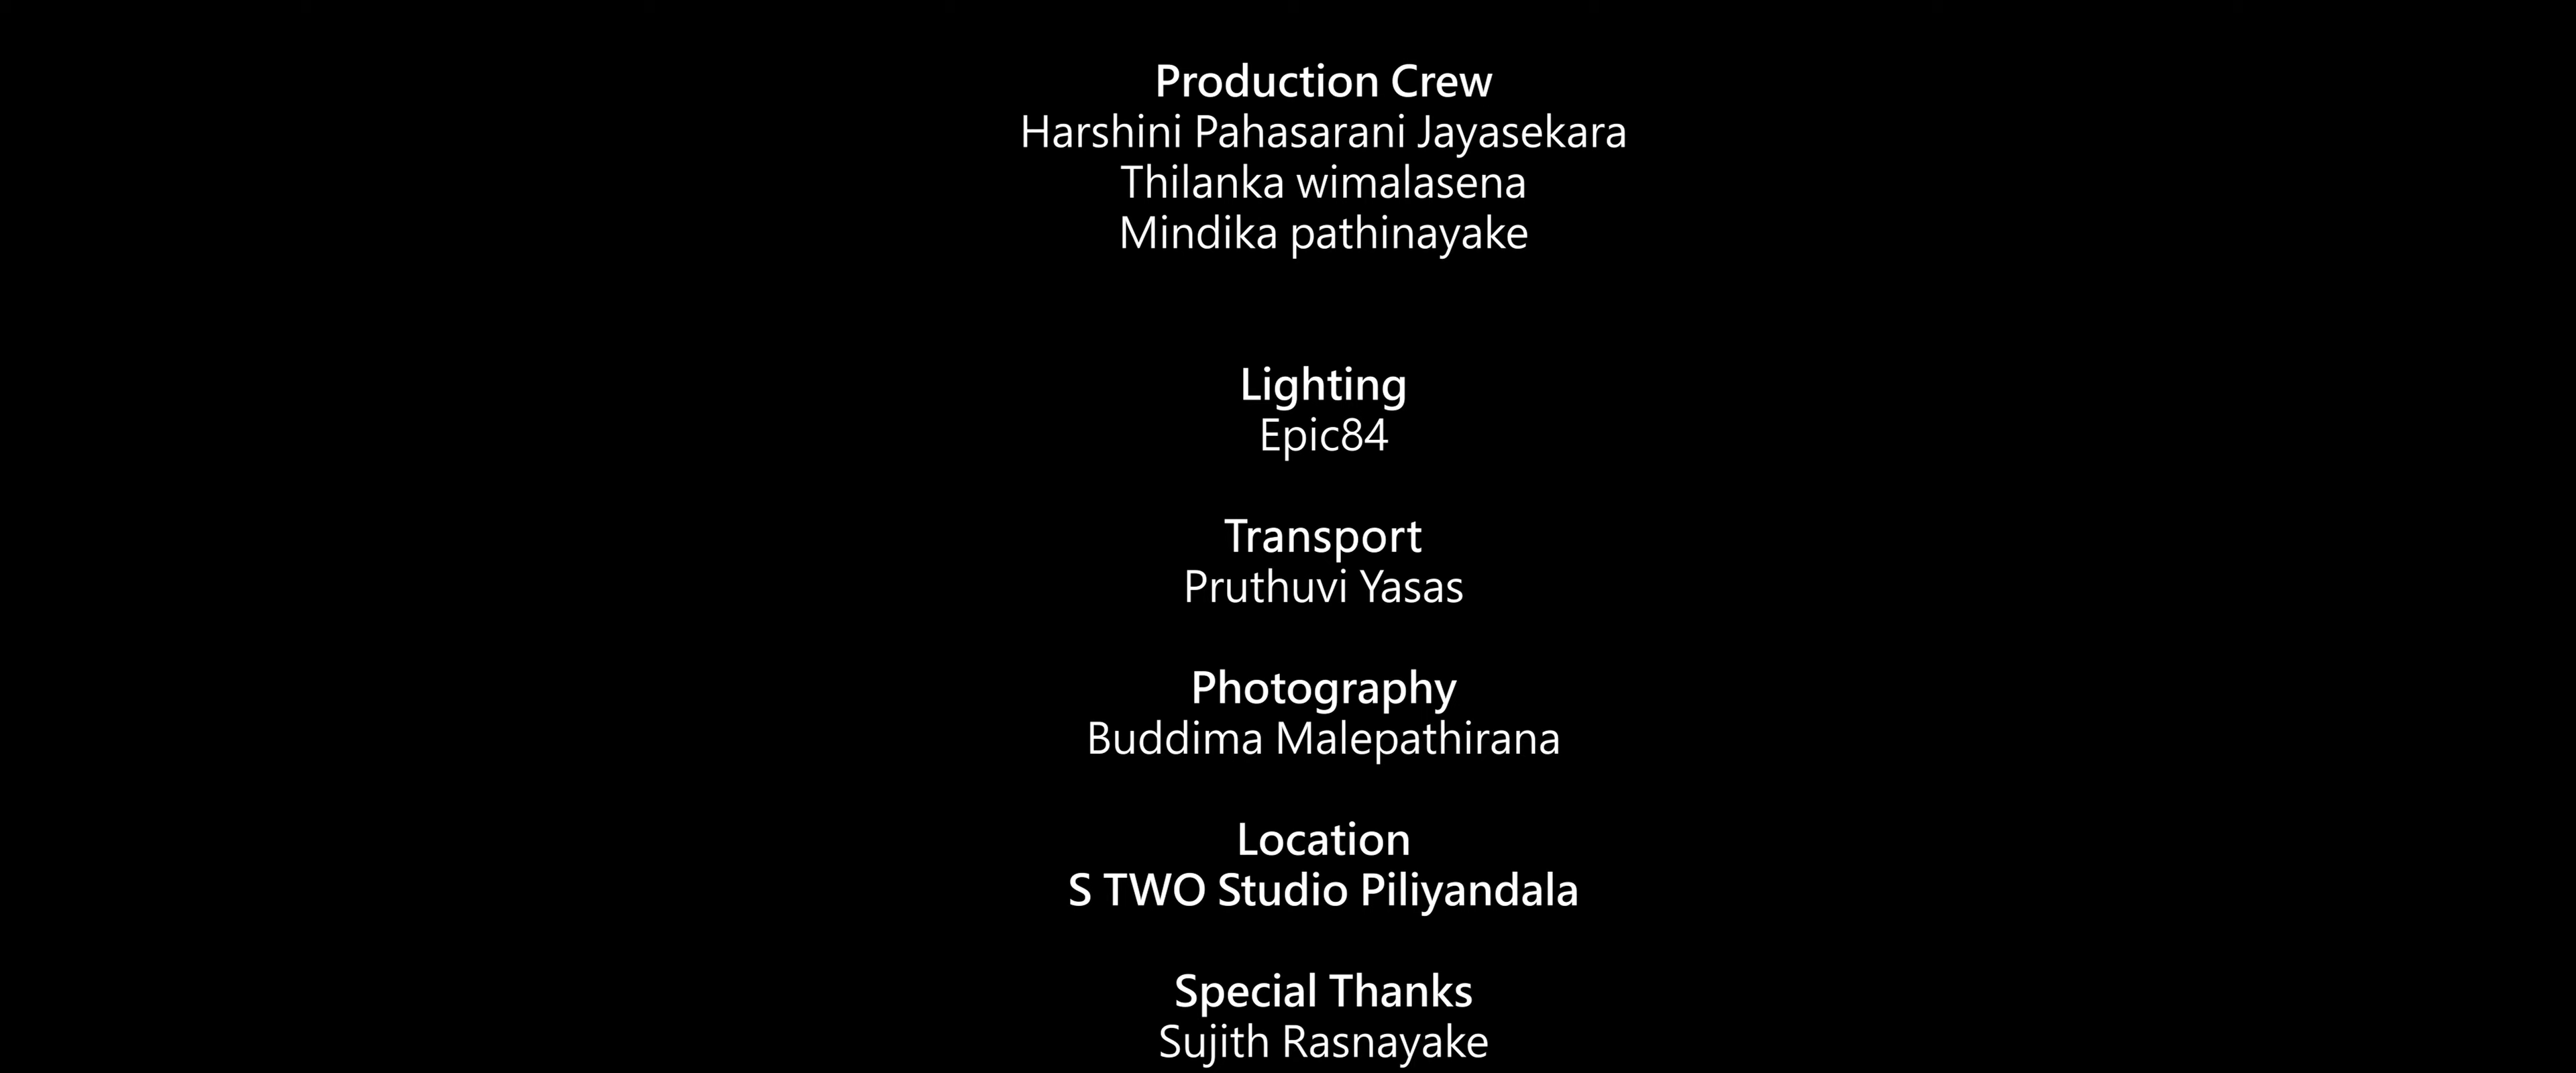 Production Crew
Harshini Pahasarani Jayasekara
Thilanka wimalasena
Mindika pathinayake
Lighting
Epic84
Transport
Pruthuvi Yasas
Photography
Buddima Malepathirana
Location
S TWO Studio Piliyandala
Special Thanks
Sujith Rasnayake